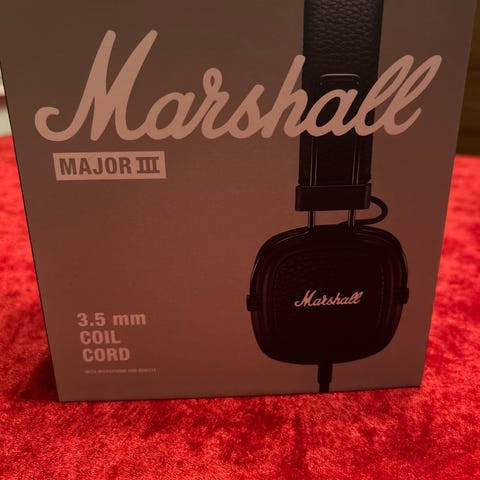 Marshall
MAJOR III
Marshall
3.5 mm
COIL
CORD
WITH MICROPHONE AND REMOTE